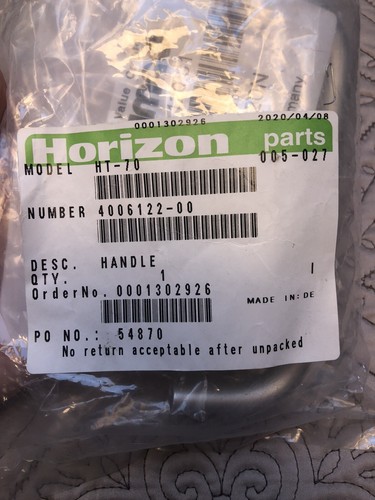 0001302926 2020/04/08
Horizon parts
MODEL HT-70 005-027
NUMBER 4006122-00
DESC. HANDLE
QTY. 1 I
OrderNo. 0001302926
MADE IN:DE
PO NO.: 54870
No return acceptable after unpacked